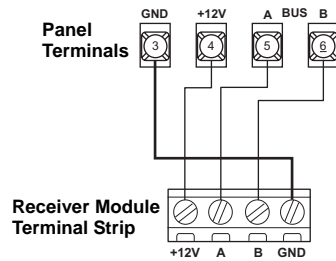 GND +12V A BUS B
Panel
Terminals
3 4 5 6
Receiver Module
Terminal Strip
+12V A B GND